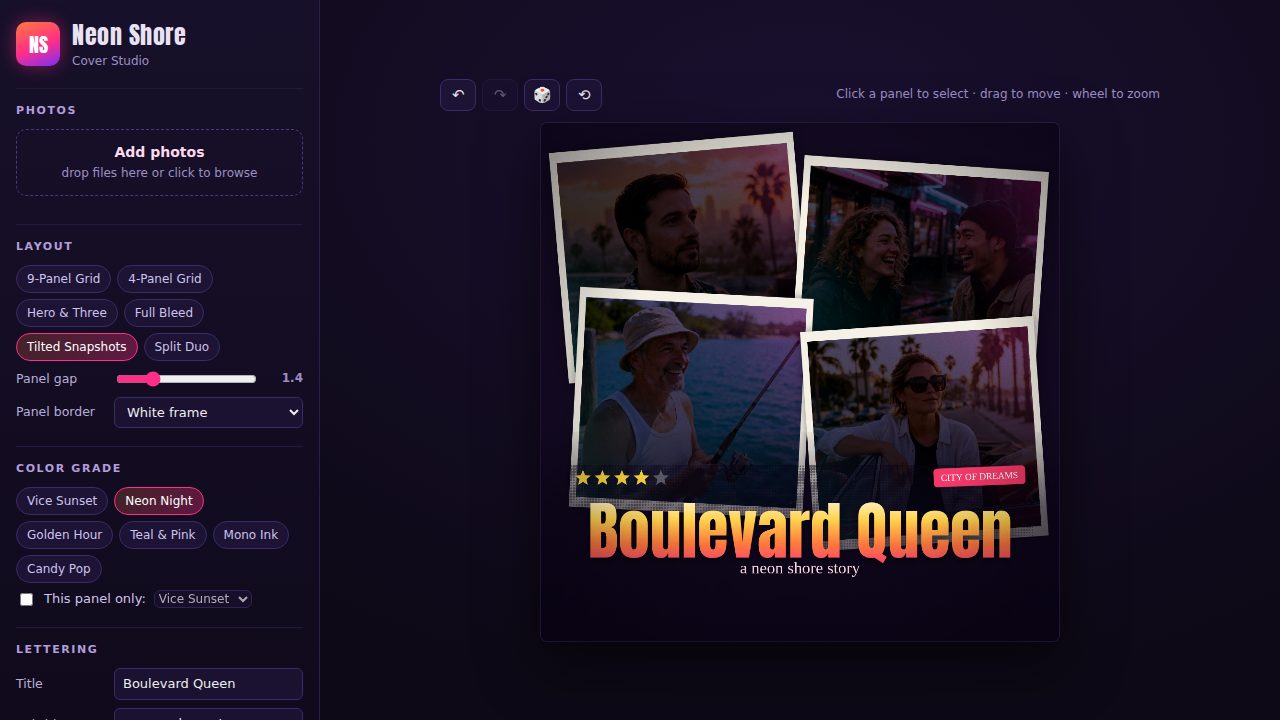 NS
Neon Shore
Cover Studio
PHOTOS
Add photos
drop files here or click to browse
LAYOUT
9-Panel Grid
4-Panel Grid
Hero & Three
Full Bleed
Tilted Snapshots
Split Duo
Panel gap
1.4
Panel border
White frame
COLOR GRADE
Vice Sunset
Neon Night
Golden Hour
Teal & Pink
Mono Ink
Candy Pop
This panel only:
Vice Sunset
LETTERING
Title
Boulevard Queen
Click a panel to select · drag to move · wheel to zoom
CITY OF DREAMS
Boulevard Queen
a neon shore story